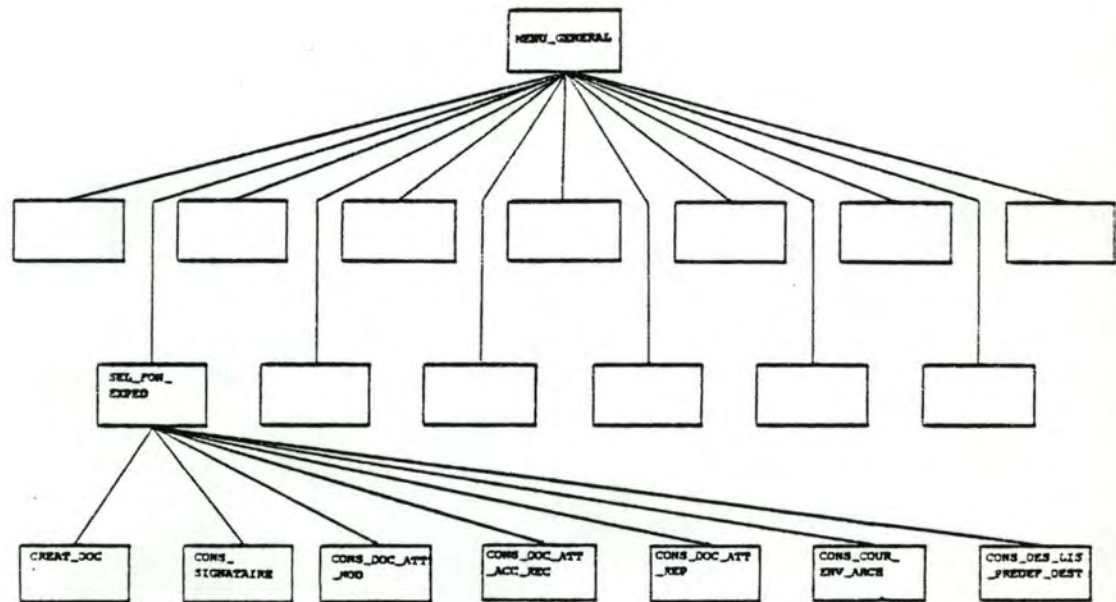 MENU_GENERAL
SEL_FON_
EXPED
CREAT_DOC
CONS_
SIGNATAIRE
CONS_DOC_ATT
_MOD
CONS_DOC_ATT
_ACC_REC
CONS_DOC_ATT
_REP
CONS_COUR_
ENV_ARCH
CONS_DES_LIS
_PREDEF_DEST